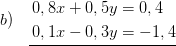 b) 0,8x + 0,5y = 0,4
0,1x - 0,3y = -1,4